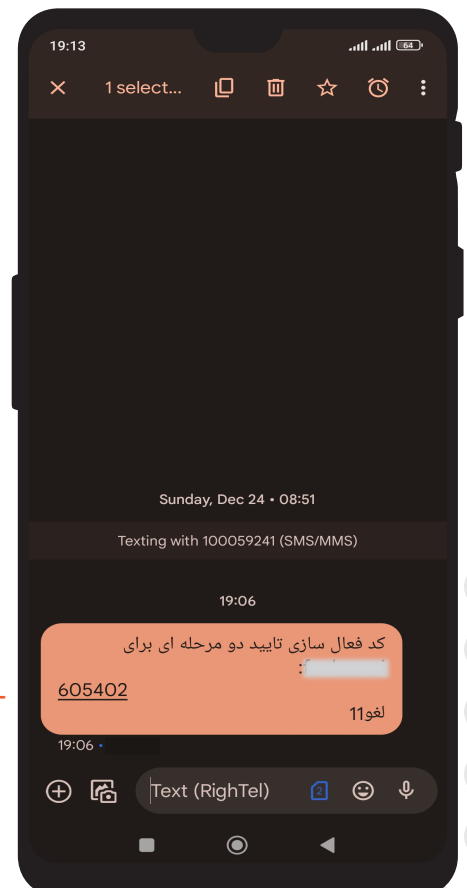 19:13
64
1 select...
Sunday, Dec 24 • 08:51
Texting with 100059241 (SMS/MMS)
19:06
کد فعال سازی تایید دو مرحله ای برای
:
605402
لغو11
19:06 •
Text (RighTel)
2